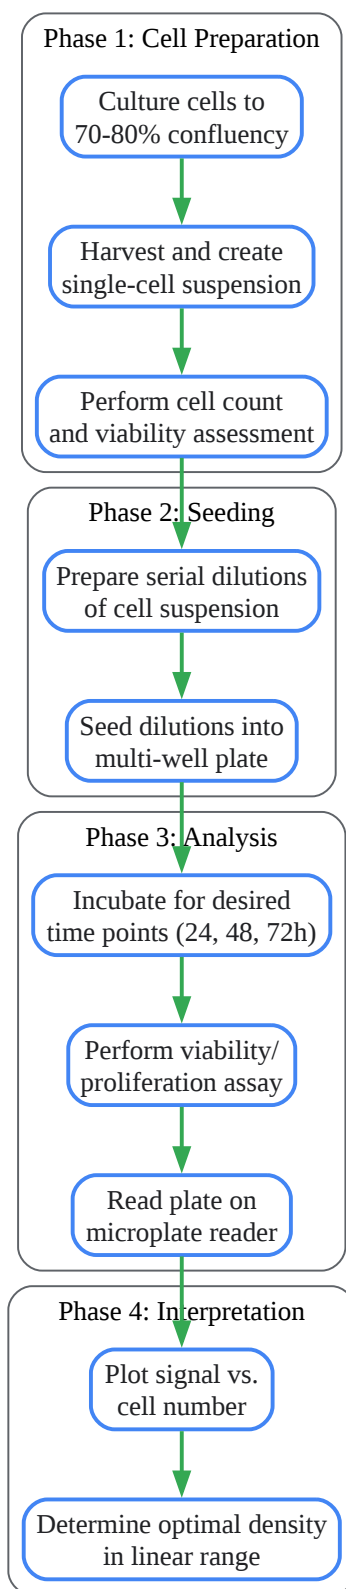 Phase 1: Cell Preparation
Culture cells to
70-80% confluency
Harvest and create
single-cell suspension
Perform cell count
and viability assessment
Phase 2: Seeding
Prepare serial dilutions
of cell suspension
Seed dilutions into
multi-well plate
Phase 3: Analysis
Incubate for desired
time points (24, 48, 72h)
Perform viability/
proliferation assay
Read plate on
microplate reader
Phase 4: Interpretation
Plot signal vs.
cell number
Determine optimal density
in linear range